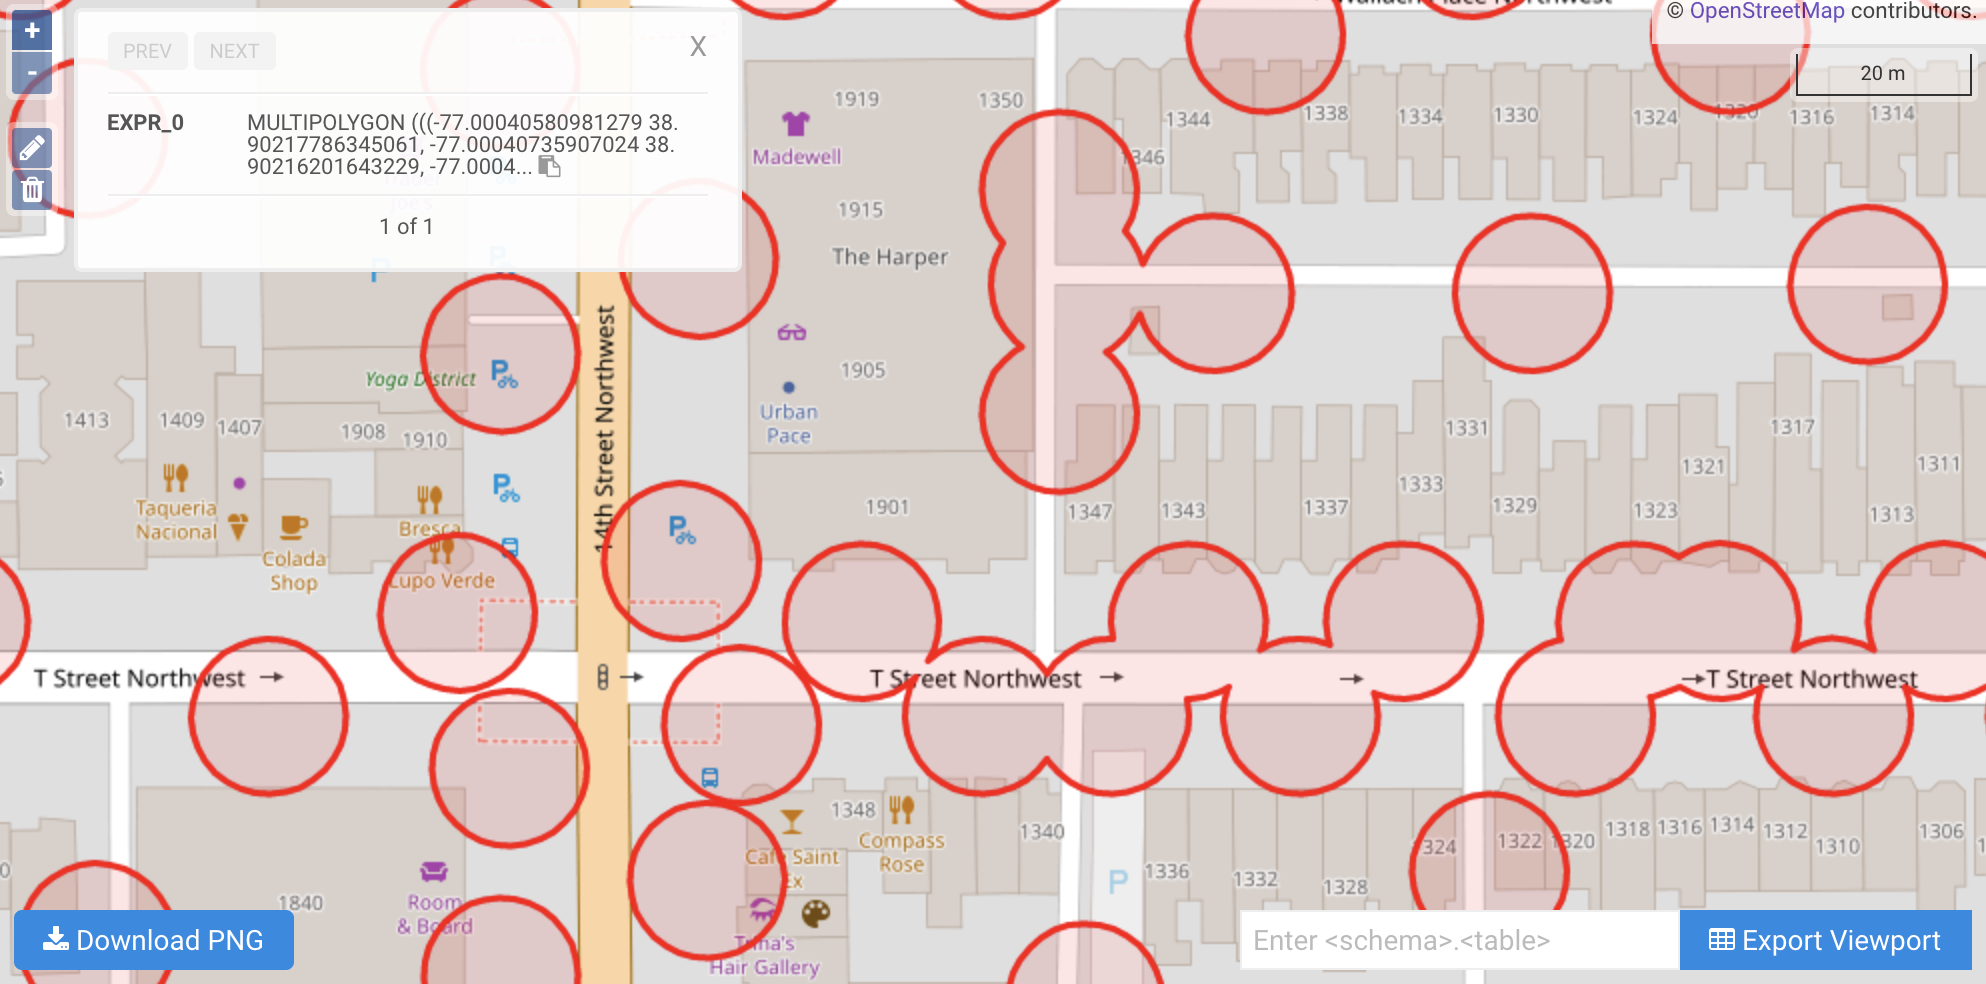 +
-
PREV NEXT X
EXPR_0
MULTIPOLYGON (((-77.00040580981279 38.
90217786345061, -77.00040735907024 38.
90216201643229, -77.0004...
1 of 1
© OpenStreetMap contributors.
20 m
1919
1350
Madewell
1915
The Harper
1905
Urban
Pace
1901
1344
1346
1338
1334
1330
1324
1320
1316
1314
14th Street Northwest
Yoga District
1413
1409
1407
1908
1910
Taqueria
Nacional
Colada
Shop
Bresca
Lupo Verde
1347
1343
1337
1333
1331
1329
1323
1321
1317
1313
1311
T Street Northwest
T Street Northwest
T Street Northwest
1840
Room
& Board
1348
Compass
Rose
Café Saint
Ex
1340
Hair Gallery
P
1336
1332
1328
1324
1322
1320
1318
1316
1314
1312
1310
1306
Download PNG
Enter <schema>.<table>
Export Viewport